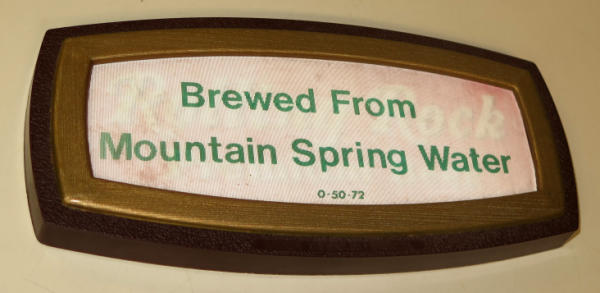 Brewed From
Mountain Spring Water
0-50-72